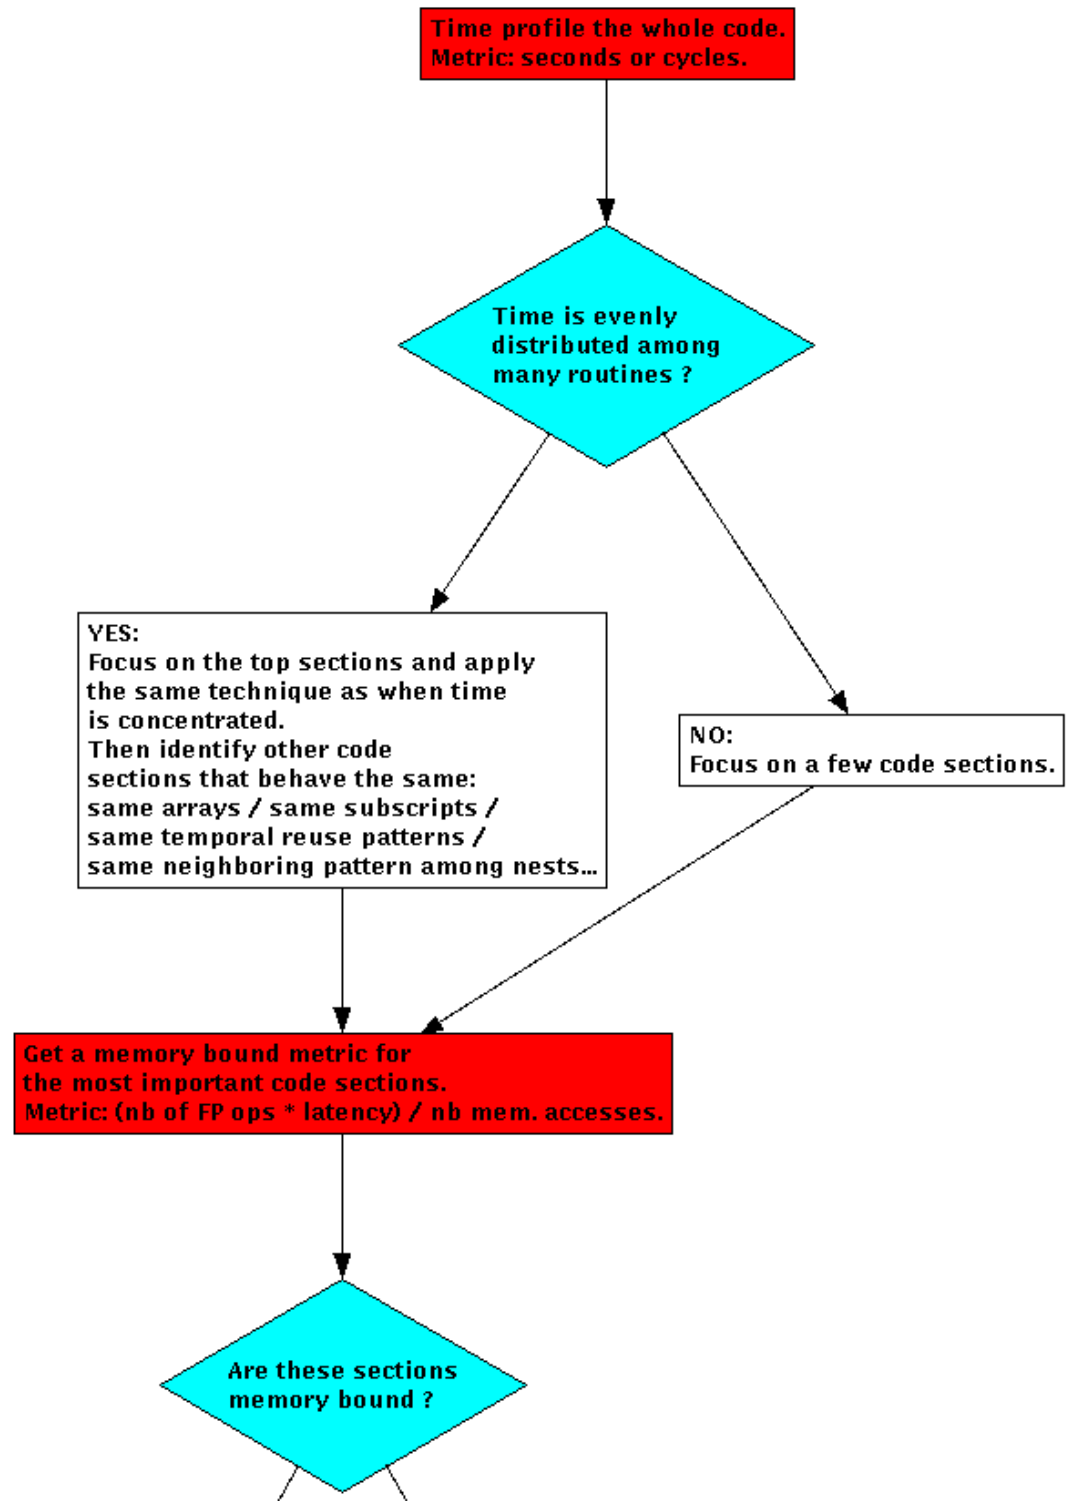 Time profile the whole code.
Metric: seconds or cycles.
Time is evenly
distributed among
many routines ?
YES:
Focus on the top sections and apply
the same technique as when time
is concentrated.
Then identify other code
sections that behave the same:
same arrays / same subscripts /
same temporal reuse patterns /
same neighboring pattern among nests...
NO:
Focus on a few code sections.
Get a memory bound metric for
the most important code sections.
Metric: (nb of FP ops * latency) / nb mem. accesses.
Are these sections
memory bound ?